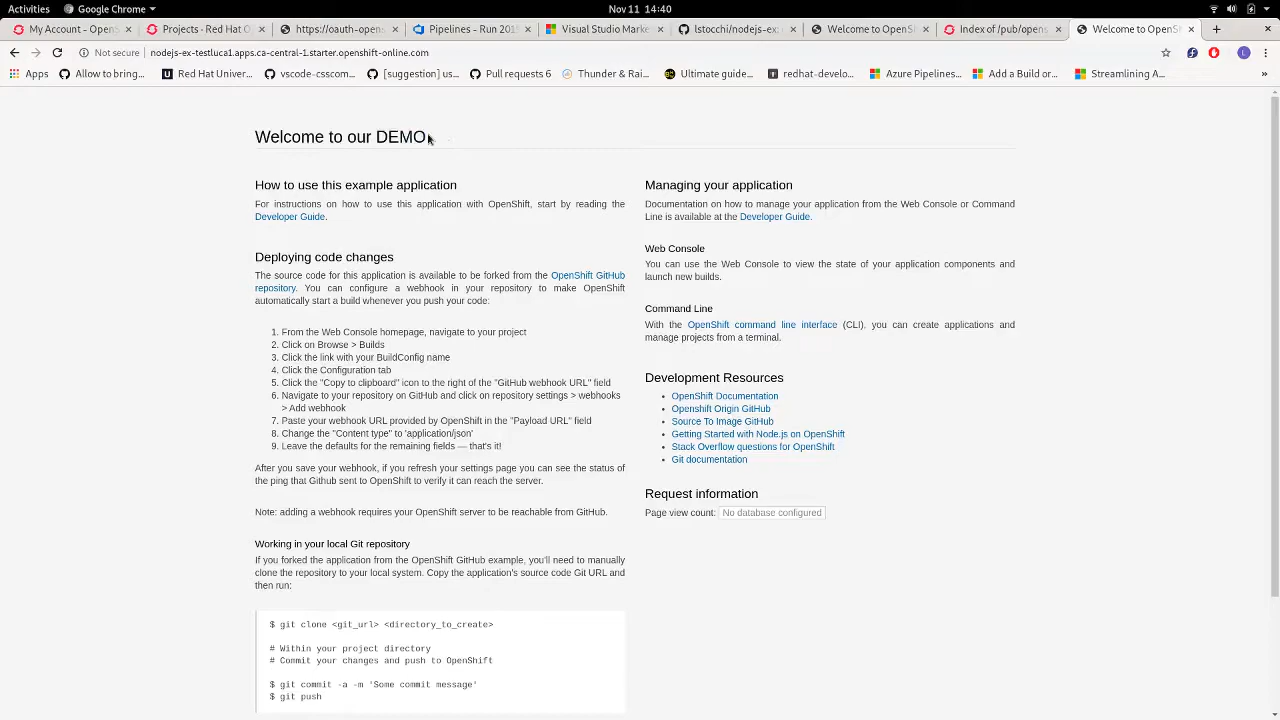 Activities
Google Chrome
Nov 11 14:40
My Account - Open
Projects - Red Hat O
https://oauth-opens
Pipelines - Run 201
Visual Studio Marke
lstocchi/nodejs-ex
Welcome to OpenS
Index of /pub/opens
Welcome to OpenSh
Not secure
nodejs-ex-testluca1.apps.ca-central-1.starter.openshift-online.com
L
Apps
Allow to bring...
Red Hat Univer...
vscode-csscom...
[suggestion] us...
Pull requests 6
Thunder & Rai...
Ultimate guide...
redhat-develo...
Azure Pipelines...
Add a Build or...
Streamlining A...
»
Welcome to our DEMO
How to use this example application
For instructions on how to use this application with OpenShift, start by reading the
Developer Guide.
Deploying code changes
The source code for this application is available to be forked from the OpenShift GitHub
repository. You can configure a webhook in your repository to make OpenShift
automatically start a build whenever you push your code:
1. From the Web Console homepage, navigate to your project
2. Click on Browse > Builds
3. Click the link with your BuildConfig name
4. Click the Configuration tab
5. Click the "Copy to clipboard" icon to the right of the "GitHub webhook URL" field
6. Navigate to your repository on GitHub and click on repository settings > webhooks
> Add webhook
7. Paste your webhook URL provided by OpenShift in the "Payload URL" field
8. Change the "Content type" to 'application/json'
9. Leave the defaults for the remaining fields — that's it!
After you save your webhook, if you refresh your settings page you can see the status of
the ping that Github sent to OpenShift to verify it can reach the server.
Note: adding a webhook requires your OpenShift server to be reachable from GitHub.
Working in your local Git repository
If you forked the application from the OpenShift GitHub example, you'll need to manually
clone the repository to your local system. Copy the application's source code Git URL and
then run:
$ git clone <git_url> <directory_to_create>
# Within your project directory
# Commit your changes and push to OpenShift
$ git commit -a -m 'Some commit message'
$ git push
Managing your application
Documentation on how to manage your application from the Web Console or Command
Line is available at the Developer Guide.
Web Console
You can use the Web Console to view the state of your application components and
launch new builds.
Command Line
With the OpenShift command line interface (CLI), you can create applications and
manage projects from a terminal.
Development Resources
OpenShift Documentation
Openshift Origin GitHub
Source To Image GitHub
Getting Started with Node.js on OpenShift
Stack Overflow questions for OpenShift
Git documentation
Request information
Page view count: No database configured